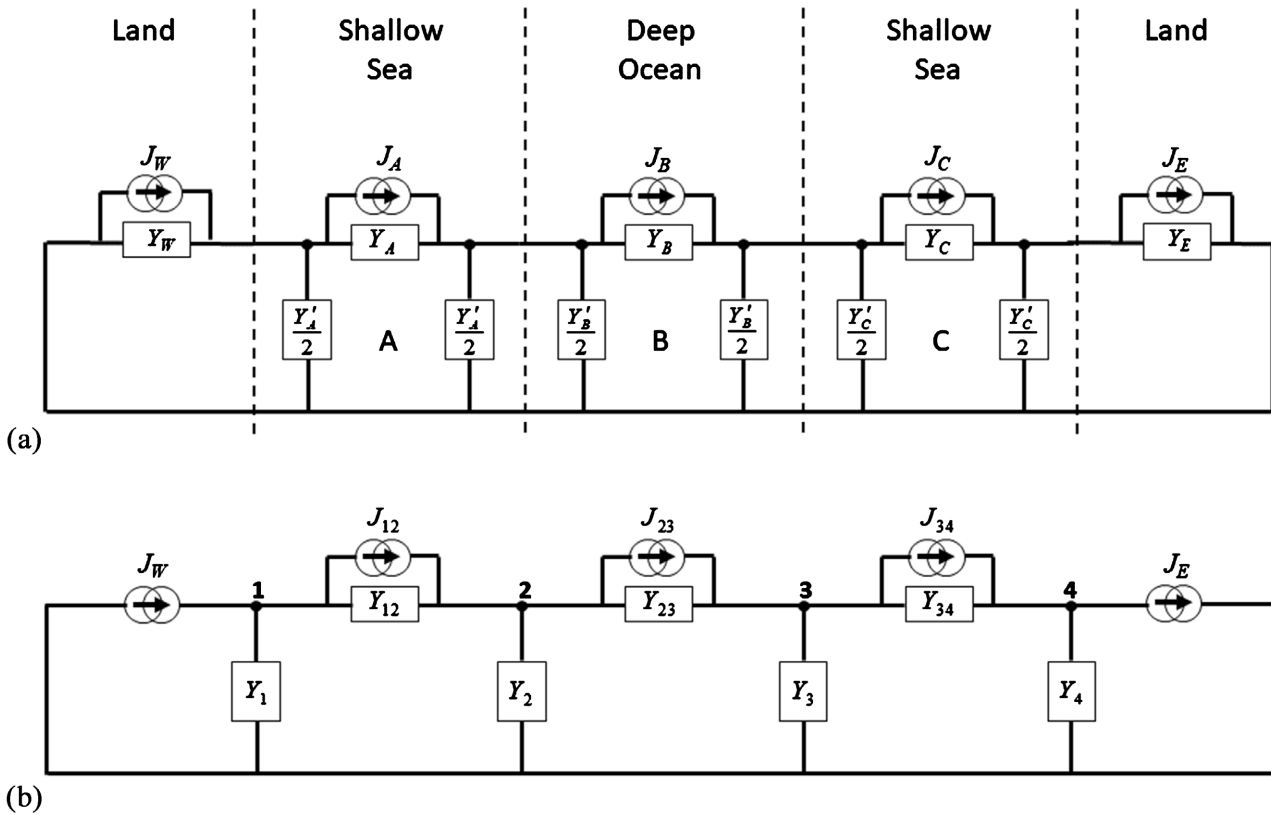 Land Shallow Deep Shallow Land
Sea Ocean Sea
J_W J_A J_B J_C J_E
Y_W Y_A Y_B Y_C Y_E
Y'_A/2 A Y'_A/2 Y'_B/2 B Y'_B/2 Y'_C/2 C Y'_C/2
(a)
J_W J_12 J_23 J_34 J_E
1 2 3 4
Y_12 Y_23 Y_34
Y_1 Y_2 Y_3 Y_4
(b)